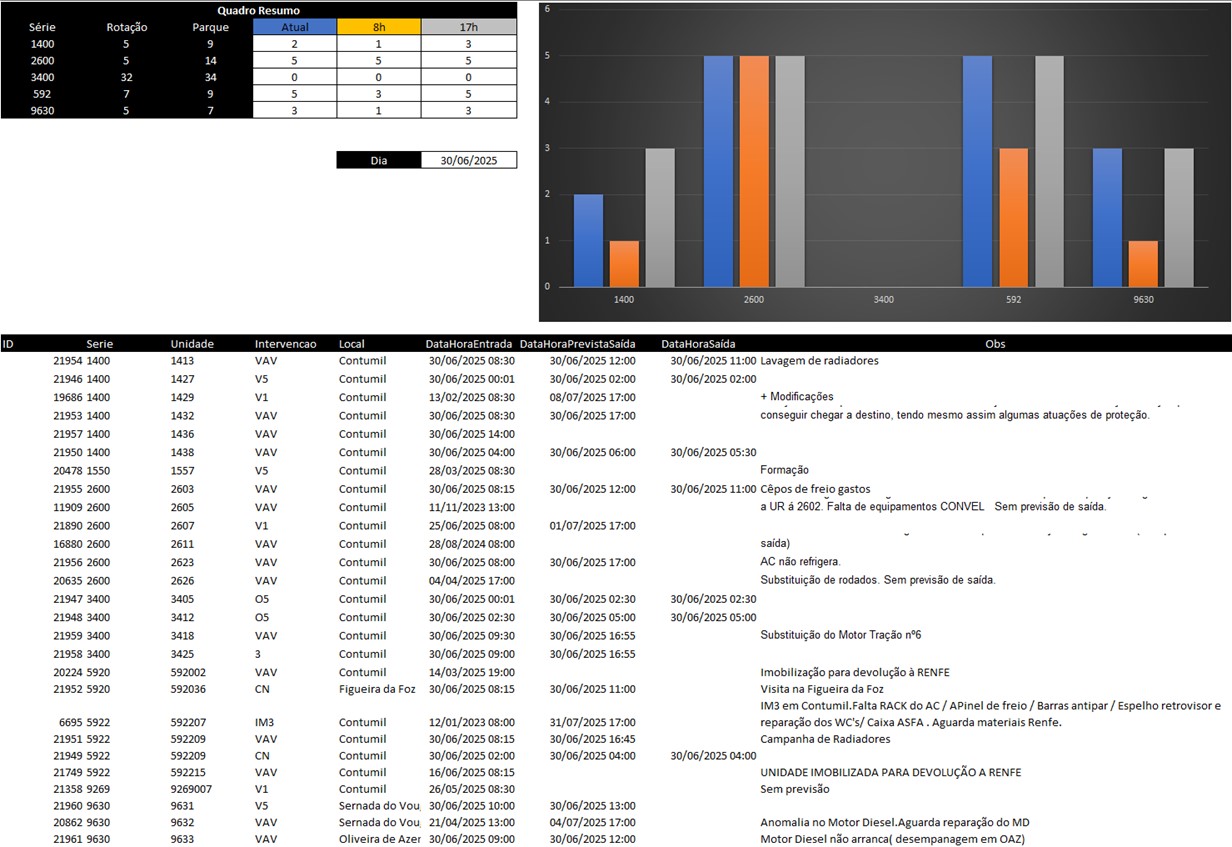 Quadro Resumo
Série Rotação Parque Atual 8h 17h
1400 5 9 2 1 3
2600 5 14 5 5 5
3400 32 34 0 0 0
592 7 9 5 3 5
9630 5 7 3 1 3
Dia 30/06/2025
6
5
4
3
2
1
0
1400 2600 3400 592 9630
ID Serie Unidade Intervencao Local DataHoraEntrada DataHoraPrevistaSaída DataHoraSaída Obs
21954 1400 1413 VAV Contumil 30/06/2025 08:30 30/06/2025 12:00 30/06/2025 11:00 Lavagem de radiadores
21946 1400 1427 V5 Contumil 30/06/2025 00:01 30/06/2025 02:00 30/06/2025 02:00
19686 1400 1429 V1 Contumil 13/02/2025 08:30 08/07/2025 17:00 + Modificações
21953 1400 1432 VAV Contumil 30/06/2025 08:30 30/06/2025 17:00 conseguir chegar a destino, tendo mesmo assim algumas atuações de proteção.
21957 1400 1436 VAV Contumil 30/06/2025 14:00
21950 1400 1438 VAV Contumil 30/06/2025 04:00 30/06/2025 06:00 30/06/2025 05:30
20478 1550 1557 V5 Contumil 28/03/2025 08:30 Formação
21955 2600 2603 VAV Contumil 30/06/2025 08:15 30/06/2025 12:00 30/06/2025 11:00 Cêpos de freio gastos
11909 2600 2605 VAV Contumil 11/11/2023 13:00 a UR á 2602. Falta de equipamentos CONVEL Sem previsão de saída.
21890 2600 2607 V1 Contumil 25/06/2025 08:00 01/07/2025 17:00
16880 2600 2611 VAV Contumil 28/08/2024 08:00 saída)
21956 2600 2623 VAV Contumil 30/06/2025 08:00 30/06/2025 17:00 AC não refrigera.
20635 2600 2626 VAV Contumil 04/04/2025 17:00 Substituição de rodados. Sem previsão de saída.
21947 3400 3405 O5 Contumil 30/06/2025 00:01 30/06/2025 02:30 30/06/2025 02:30
21948 3400 3412 O5 Contumil 30/06/2025 02:30 30/06/2025 05:00 30/06/2025 05:00
21959 3400 3418 VAV Contumil 30/06/2025 09:30 30/06/2025 16:55 Substituição do Motor Tração nº6
21958 3400 3425 3 Contumil 30/06/2025 09:00 30/06/2025 16:55
20224 5920 592002 VAV Contumil 14/03/2025 19:00 Imobilização para devolução à RENFE
21952 5920 592036 CN Figueira da Foz 30/06/2025 08:15 30/06/2025 11:00 Visita na Figueira da Foz
IM3 em Contumil.Falta RACK do AC / APinel de freio / Barras antipar / Espelho retrovisor e
6695 5922 592207 IM3 Contumil 12/01/2023 08:00 31/07/2025 17:00 reparação dos WC's/ Caixa ASFA . Aguarda materiais Renfe.
21951 5922 592209 VAV Contumil 30/06/2025 08:15 30/06/2025 16:45 Campanha de Radiadores
21949 5922 592209 CN Contumil 30/06/2025 02:00 30/06/2025 04:00 30/06/2025 04:00
21749 5922 592215 VAV Contumil 16/06/2025 08:15 UNIDADE IMOBILIZADA PARA DEVOLUÇÃO A RENFE
21358 9269 9269007 V1 Contumil 26/05/2025 08:30 Sem previsão
21960 9630 9631 V5 Sernada do Vou 30/06/2025 10:00 30/06/2025 13:00
20862 9630 9632 VAV Sernada do Vou 21/04/2025 13:00 04/07/2025 17:00 Anomalia no Motor Diesel.Aguarda reparação do MD
21961 9630 9633 VAV Oliveira de Azer 30/06/2025 09:00 30/06/2025 12:00 Motor Diesel não arranca( desempanagem em OAZ)